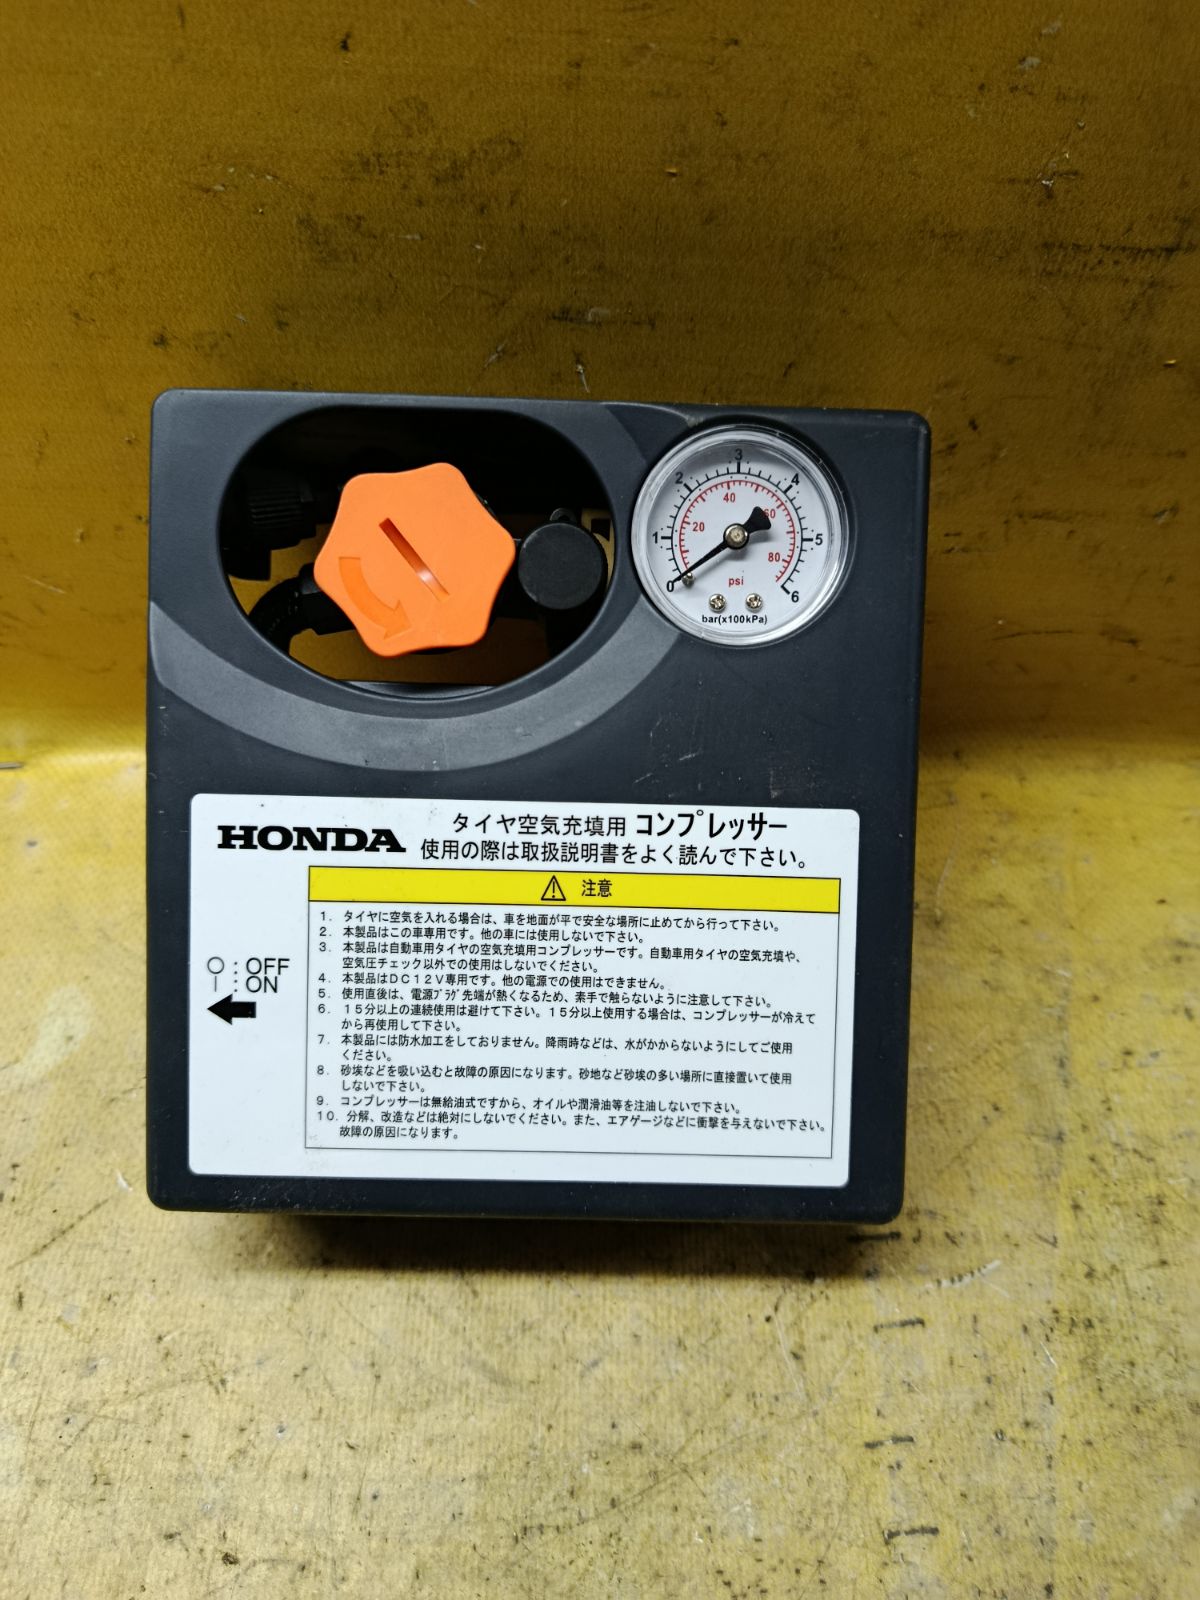 0 1 2 3 4 5 6
20 40 60 80
psi
bar(x100kPa)
HONDA
タイヤ空気充填用 コンプレッサー
使用の際は取扱説明書をよく読んで下さい。
注意
1. タイヤに空気を入れる場合は、車を地面が平で安全な場所に止めてから行って下さい。
2. 本製品はこの車専用です。他の車には使用しないで下さい。
3. 本製品は自動車用タイヤの空気充填用コンプレッサーです。自動車用タイヤの空気充填や、
空気圧チェック以外での使用はしないでください。
4. 本製品はDC12V専用です。他の電源での使用はできません。
5. 使用直後は、電源プラグ先端が熱くなるため、素手で触らないように注意して下さい。
6. 15分以上の連続使用は避けて下さい。15分以上使用する場合は、コンプレッサーが冷えて
から再使用して下さい。
7. 本製品には防水加工をしておりません。降雨時などは、水がかからないようにしてご使用
ください。
8. 砂埃などを吸い込むと故障の原因になります。砂地など砂埃の多い場所に直接置いて使用
しないで下さい。
9. コンプレッサーは無給油式ですから、オイルや潤滑油等を注油しないで下さい。
10. 分解、改造などは絶対にしないでください。また、エアゲージなどに衝撃を与えないで下さい。
故障の原因になります。
○:OFF
|:ON